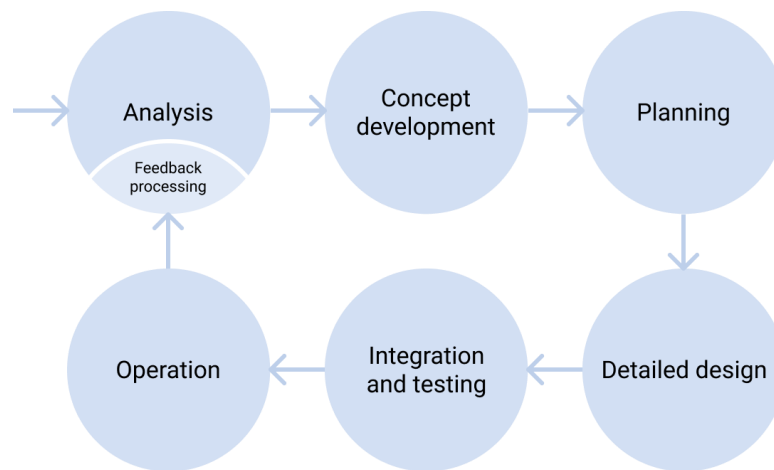 Analysis
Feedback
processing
Concept
development
Planning
Operation
Integration
and testing
Detailed design